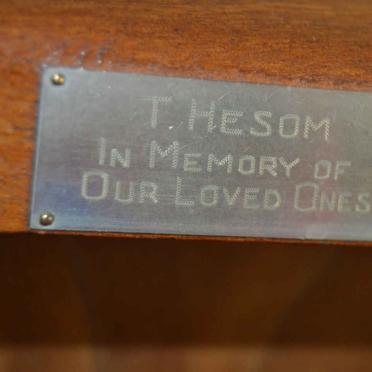 T. HESOM
IN MEMORY OF
OUR LOVED ONES